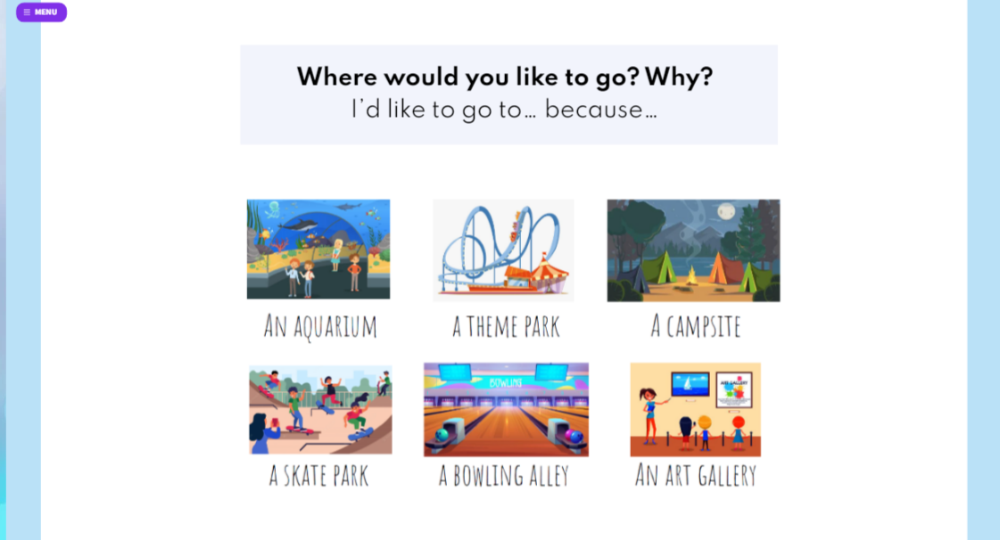 MENU
Where would you like to go? Why?
I'd like to go to... because...
An aquarium
a theme park
A campsite
BOWLING
ART GALLERY
a skate park
a bowling alley
An art gallery